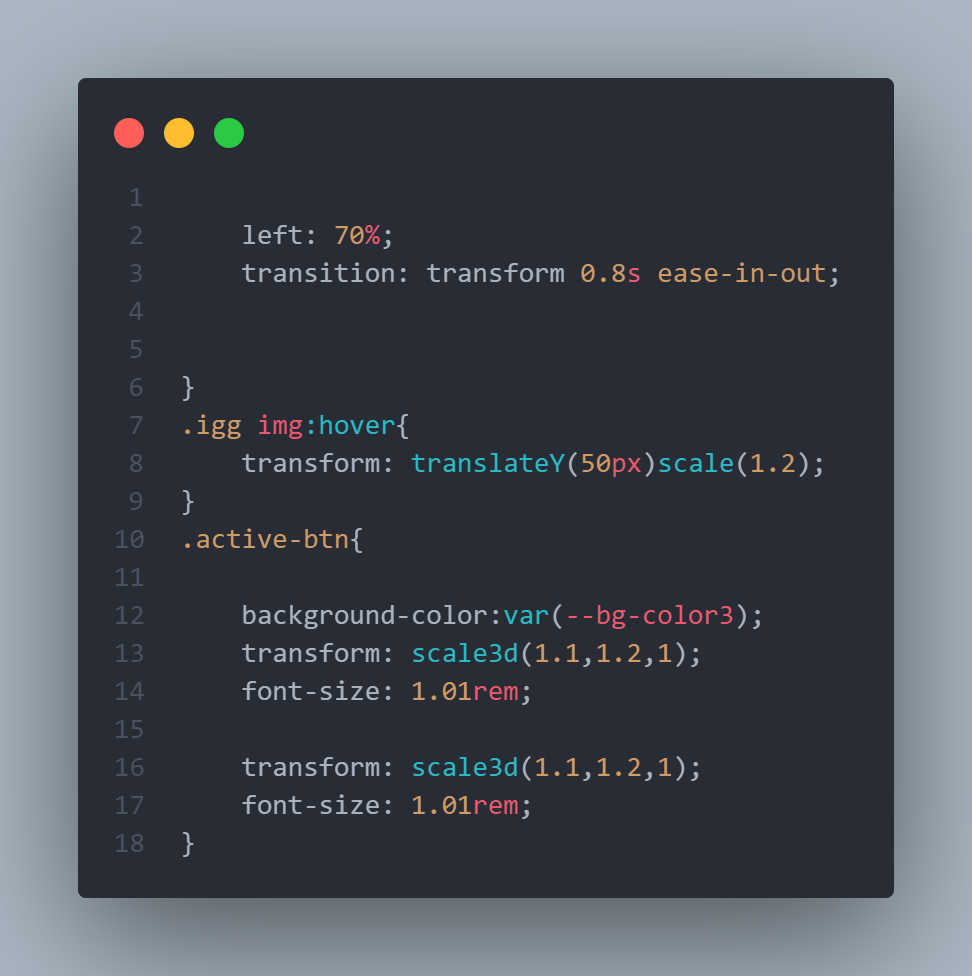 1
2 left: 70%;
3 transition: transform 0.8s ease-in-out;
4
5
6 }
7 .igg img:hover{
8 transform: translateY(50px)scale(1.2);
9 }
10 .active-btn{
11
12 background-color:var(--bg-color3);
13 transform: scale3d(1.1,1.2,1);
14 font-size: 1.01rem;
15
16 transform: scale3d(1.1,1.2,1);
17 font-size: 1.01rem;
18 }